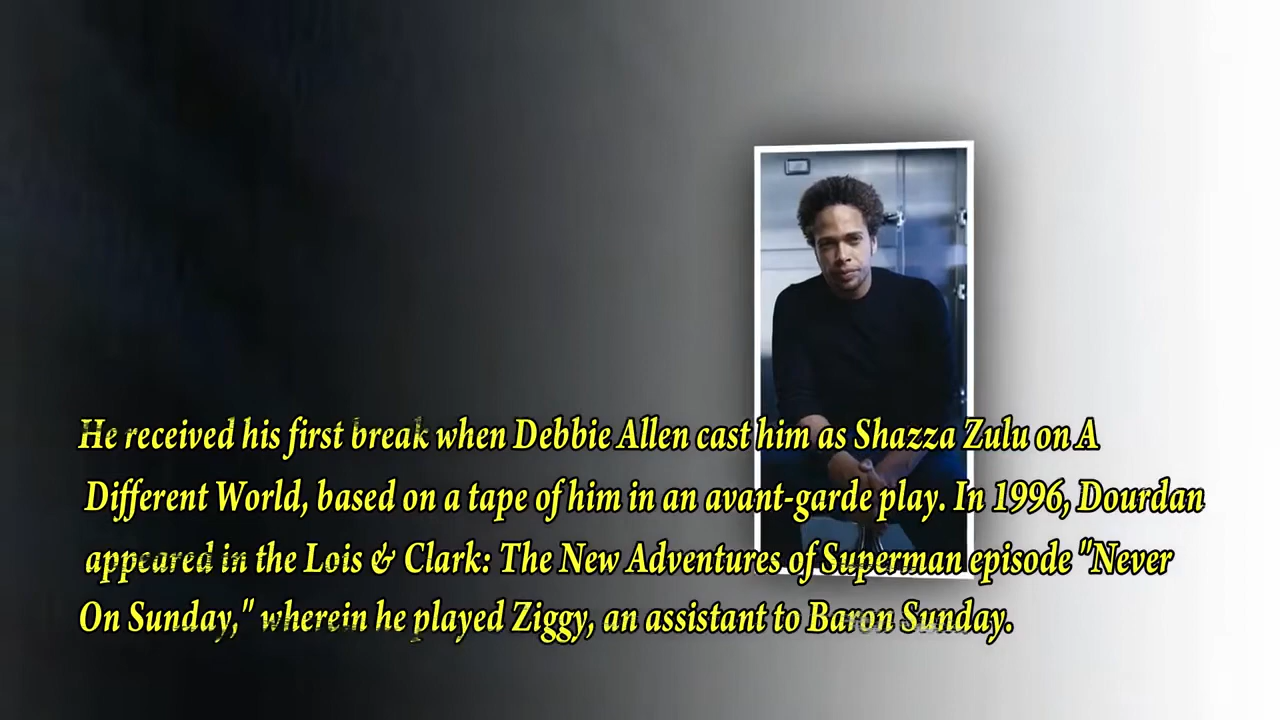 He received his first break when Debbie Allen cast him as Shazza Zulu on A
Different World, based on a tape of him in an avant-garde play. In 1996, Dourdan
appeared in the Lois & Clark: The New Adventures of Superman episode "Never
On Sunday," wherein he played Ziggy, an assistant to Baron Sunday.